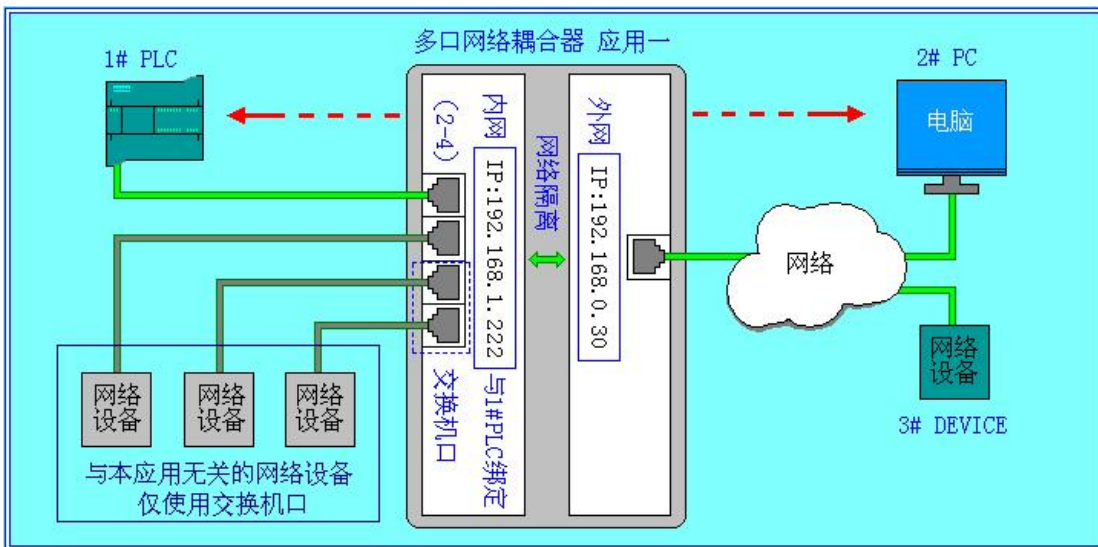 多口网络耦合器 应用一
1# PLC
2# PC
电脑
内网
(2-4)
IP:192.168.1.222
与1#PLC绑定
交换机口
网络隔离
外网
IP:192.168.0.30
网络
网络
设备
3# DEVICE
网络
设备
网络
设备
网络
设备
与本应用无关的网络设备
仅使用交换机口